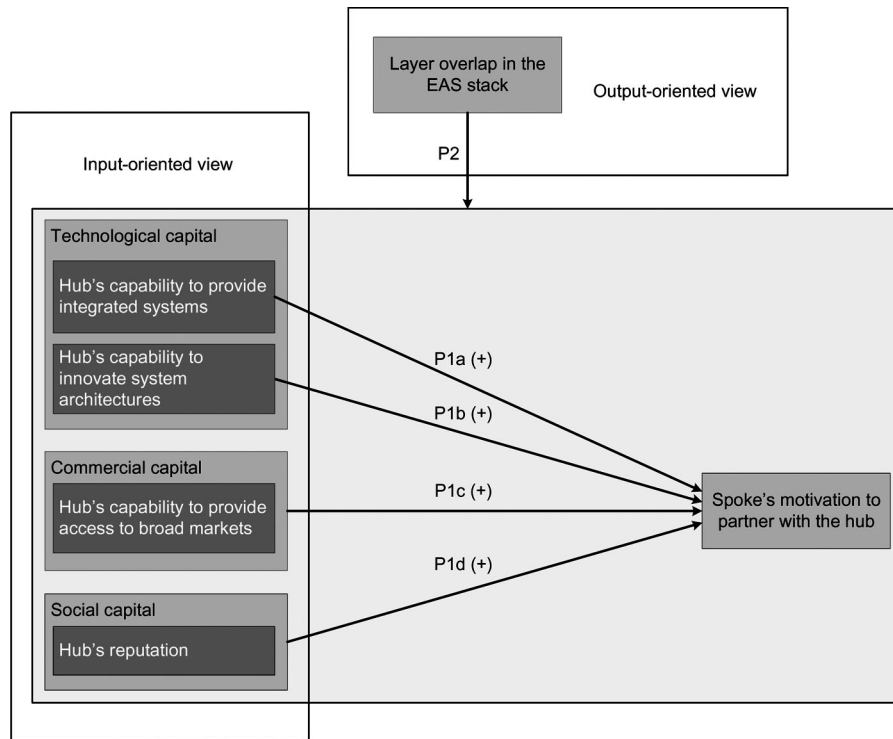 Layer overlap in the
EAS stack
Output-oriented view
P2
Input-oriented view
Technological capital
Hub's capability to provide
integrated systems
Hub's capability to
innovate system
architectures
Commercial capital
Hub's capability to provide
access to broad markets
Social capital
Hub's reputation
P1a (+)
P1b (+)
P1c (+)
P1d (+)
Spoke's motivation to
partner with the hub